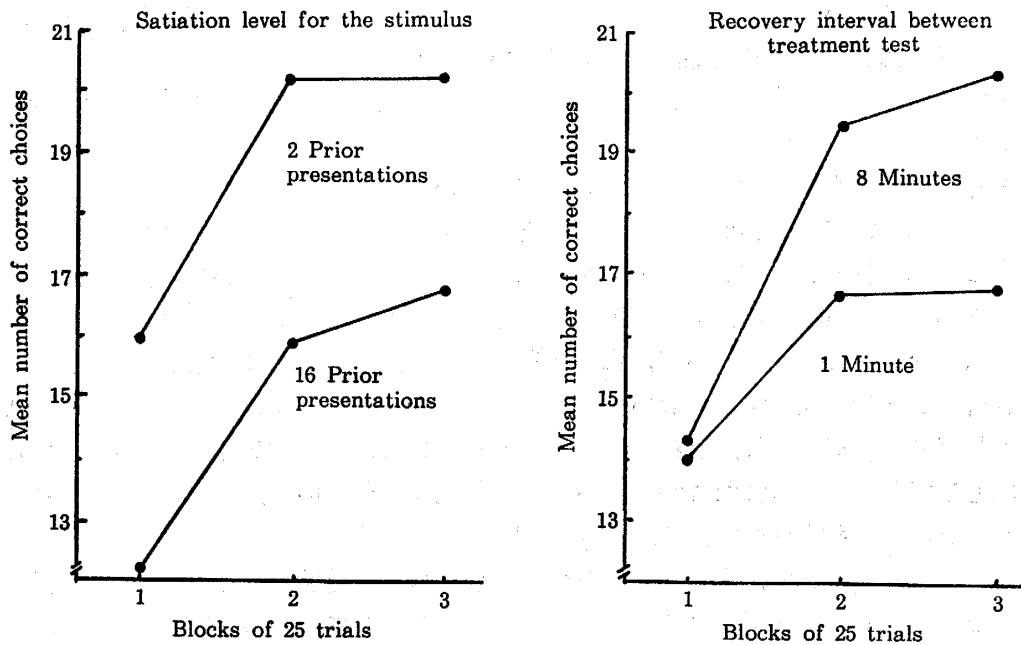 Satiation level for the stimulus
21
19
17
15
13
Mean number of correct choices
2 Prior
presentations
16 Prior
presentations
1
2
3
Blocks of 25 trials
Recovery interval between
treatment test
21
19
17
15
13
Mean number of correct choices
8 Minutes
1 Minute
1
2
3
Blocks of 25 trials